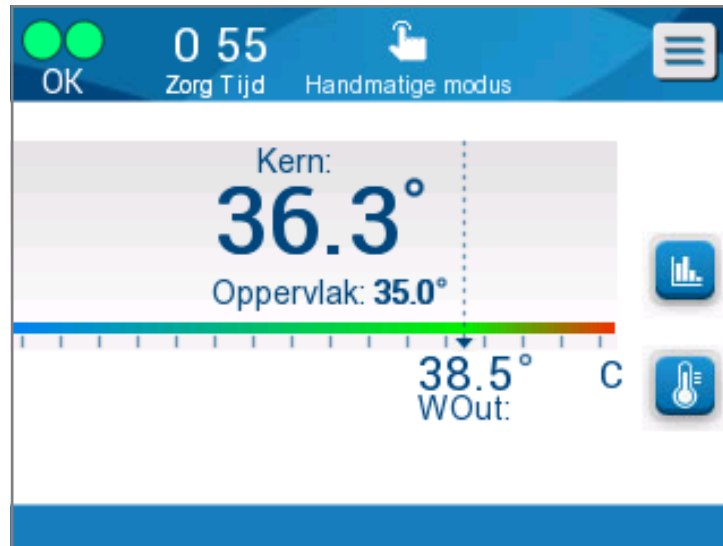 0 55
OK
Zorg Tijd
Handmatige modus
Kern:
36.3°
Oppervlak: 35.0°
38.5° C
WOut: